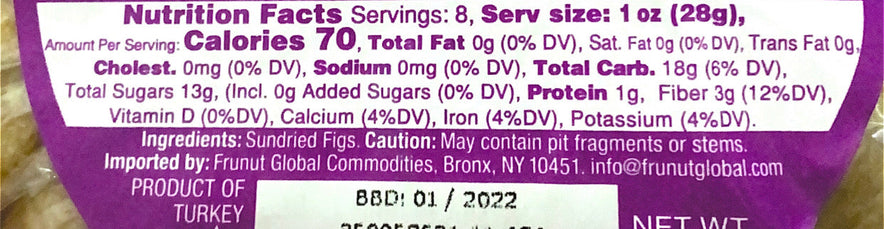 Nutrition Facts Servings: 8, Serv size: 1 oz (28g),
Amount Per Serving: Calories 70, Total Fat 0g (0% DV), Sat. Fat 0g (0% DV), Trans Fat 0g,
Cholest. 0mg (0% DV), Sodium 0mg (0% DV), Total Carb. 18g (6% DV),
Total Sugars 13g, (Incl. 0g Added Sugars (0% DV), Protein 1g, Fiber 3g (12%DV),
Vitamin D (0%DV), Calcium (4%DV), Iron (4%DV), Potassium (4%DV).
Ingredients: Sundried Figs. Caution: May contain pit fragments or stems.
Imported by: Frunut Global Commodities, Bronx, NY 10451. info@frunutglobal.com
PRODUCT OF
TURKEY
BBD: 01 / 2022
NET WT